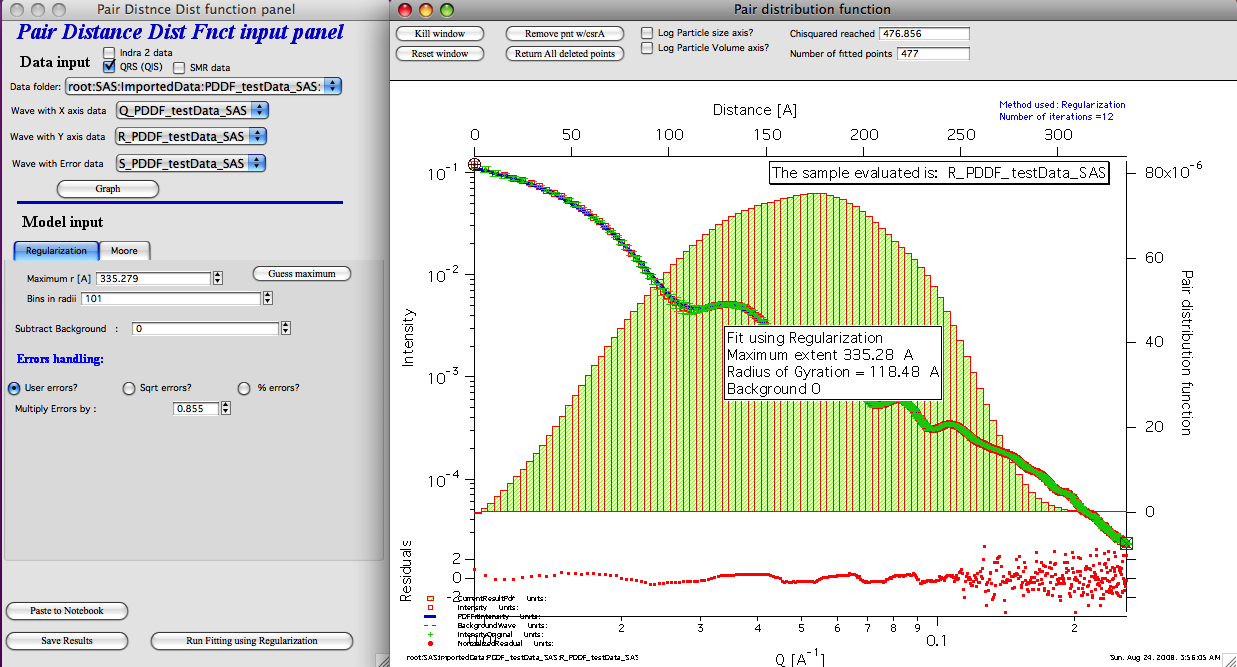 Pair Distnce Dist function panel
Pair Distance Dist Fnct input panel
Data input
Indra 2 data
QRS (QIS)
SMR data
Data folder: root:SAS:ImportedData:PDDF_testData_SAS:
Wave with X axis data Q_PDDF_testData_SAS
Wave with Y axis data R_PDDF_testData_SAS
Wave with Error data S_PDDF_testData_SAS
Graph
Model input
Regularization Moore
Maximum r [A] 335.279 Guess maximum
Bins in radii 101
Subtract Background : 0
Errors handling:
User errors? Sqrt errors? % errors?
Multiply Errors by : 0.855
Paste to Notebook
Save Results Run Fitting using Regularization
Pair distribution function
Kill window Remove pnt w/csrA Log Particle size axis? Chisquared reached 476.856
Reset window Return All deleted points Log Particle Volume axis? Number of fitted points 477
Distance [A]
Method used: Regularization
Number of iterations =12
0 50 100 150 200 250 300
The sample evaluated is: R_PDDF_testData_SAS
10-1
10-2
10-3
10-4
Intensity
80x10-6
60
40
20
0
Pair distribution function
Fit using Regularization
Maximum extent 335.28 A
Radius of Gyration = 118.48 A
Background 0
Residuals
2
0
-2
CurrentResultPdf Units:
Intensity Units:
PDFFitIntensity Units:
BackgroundWave Units:
IntensityOriginal Units:
NormalizedResidual Units:
2 3 4 5 6 7 8 9 0.1 2
Q [A-1]
root:SAS:ImportedData:PDDF_testData_SAS:R_PDDF_testData_SAS
Sun, Aug 24, 2008, 3:56:05 AM